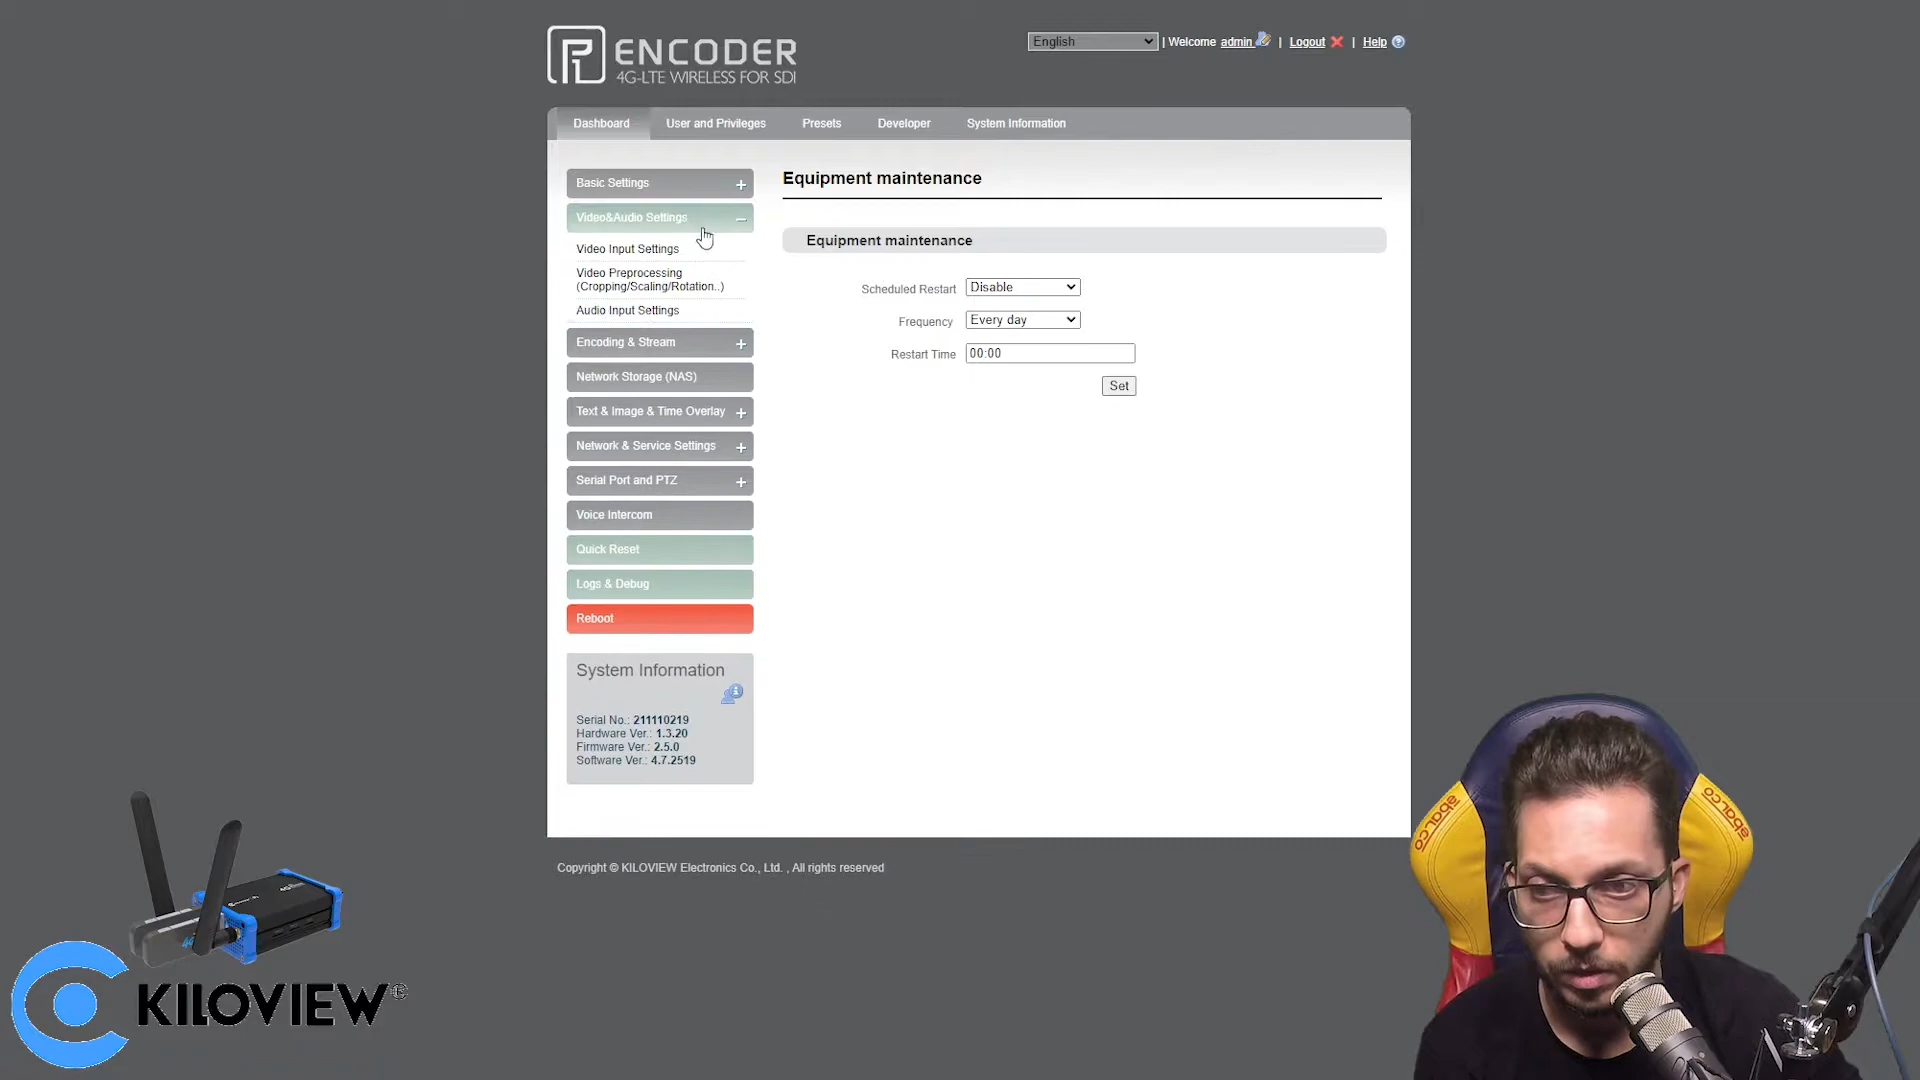 ENCODER
4G-LTE WIRELESS FOR SDI
English | Welcome admin | Logout | Help
Dashboard User and Privileges Presets Developer System Information
Basic Settings
Video&Audio Settings
Video Input Settings
Video Preprocessing
(Cropping/Scaling/Rotation..)
Audio Input Settings
Encoding & Stream
Network Storage (NAS)
Text & Image & Time Overlay
Network & Service Settings
Serial Port and PTZ
Voice Intercom
Quick Reset
Logs & Debug
Reboot
System Information
Serial No.: 211110219
Hardware Ver.: 1.3.20
Firmware Ver.: 2.5.0
Software Ver.: 4.7.2519
Equipment maintenance
Equipment maintenance
Scheduled Restart Disable
Frequency Every day
Restart Time 00:00
Set
Copyright © KILOVIEW Electronics Co., Ltd. , All rights reserved
KILOVIEW®
sparco
sparco